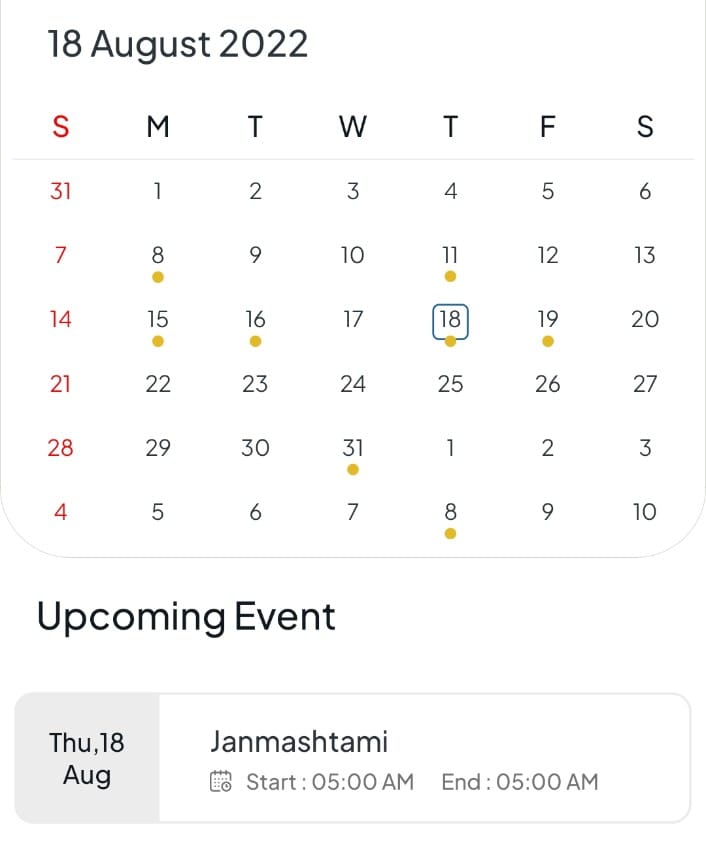 18 August 2022
S M T W T F S
31 1 2 3 4 5 6
7 8 9 10 11 12 13
14 15 16 17 18 19 20
21 22 23 24 25 26 27
28 29 30 31 1 2 3
4 5 6 7 8 9 10
Upcoming Event
Thu,18
Aug
Janmashtami
Start : 05:00 AM End : 05:00 AM